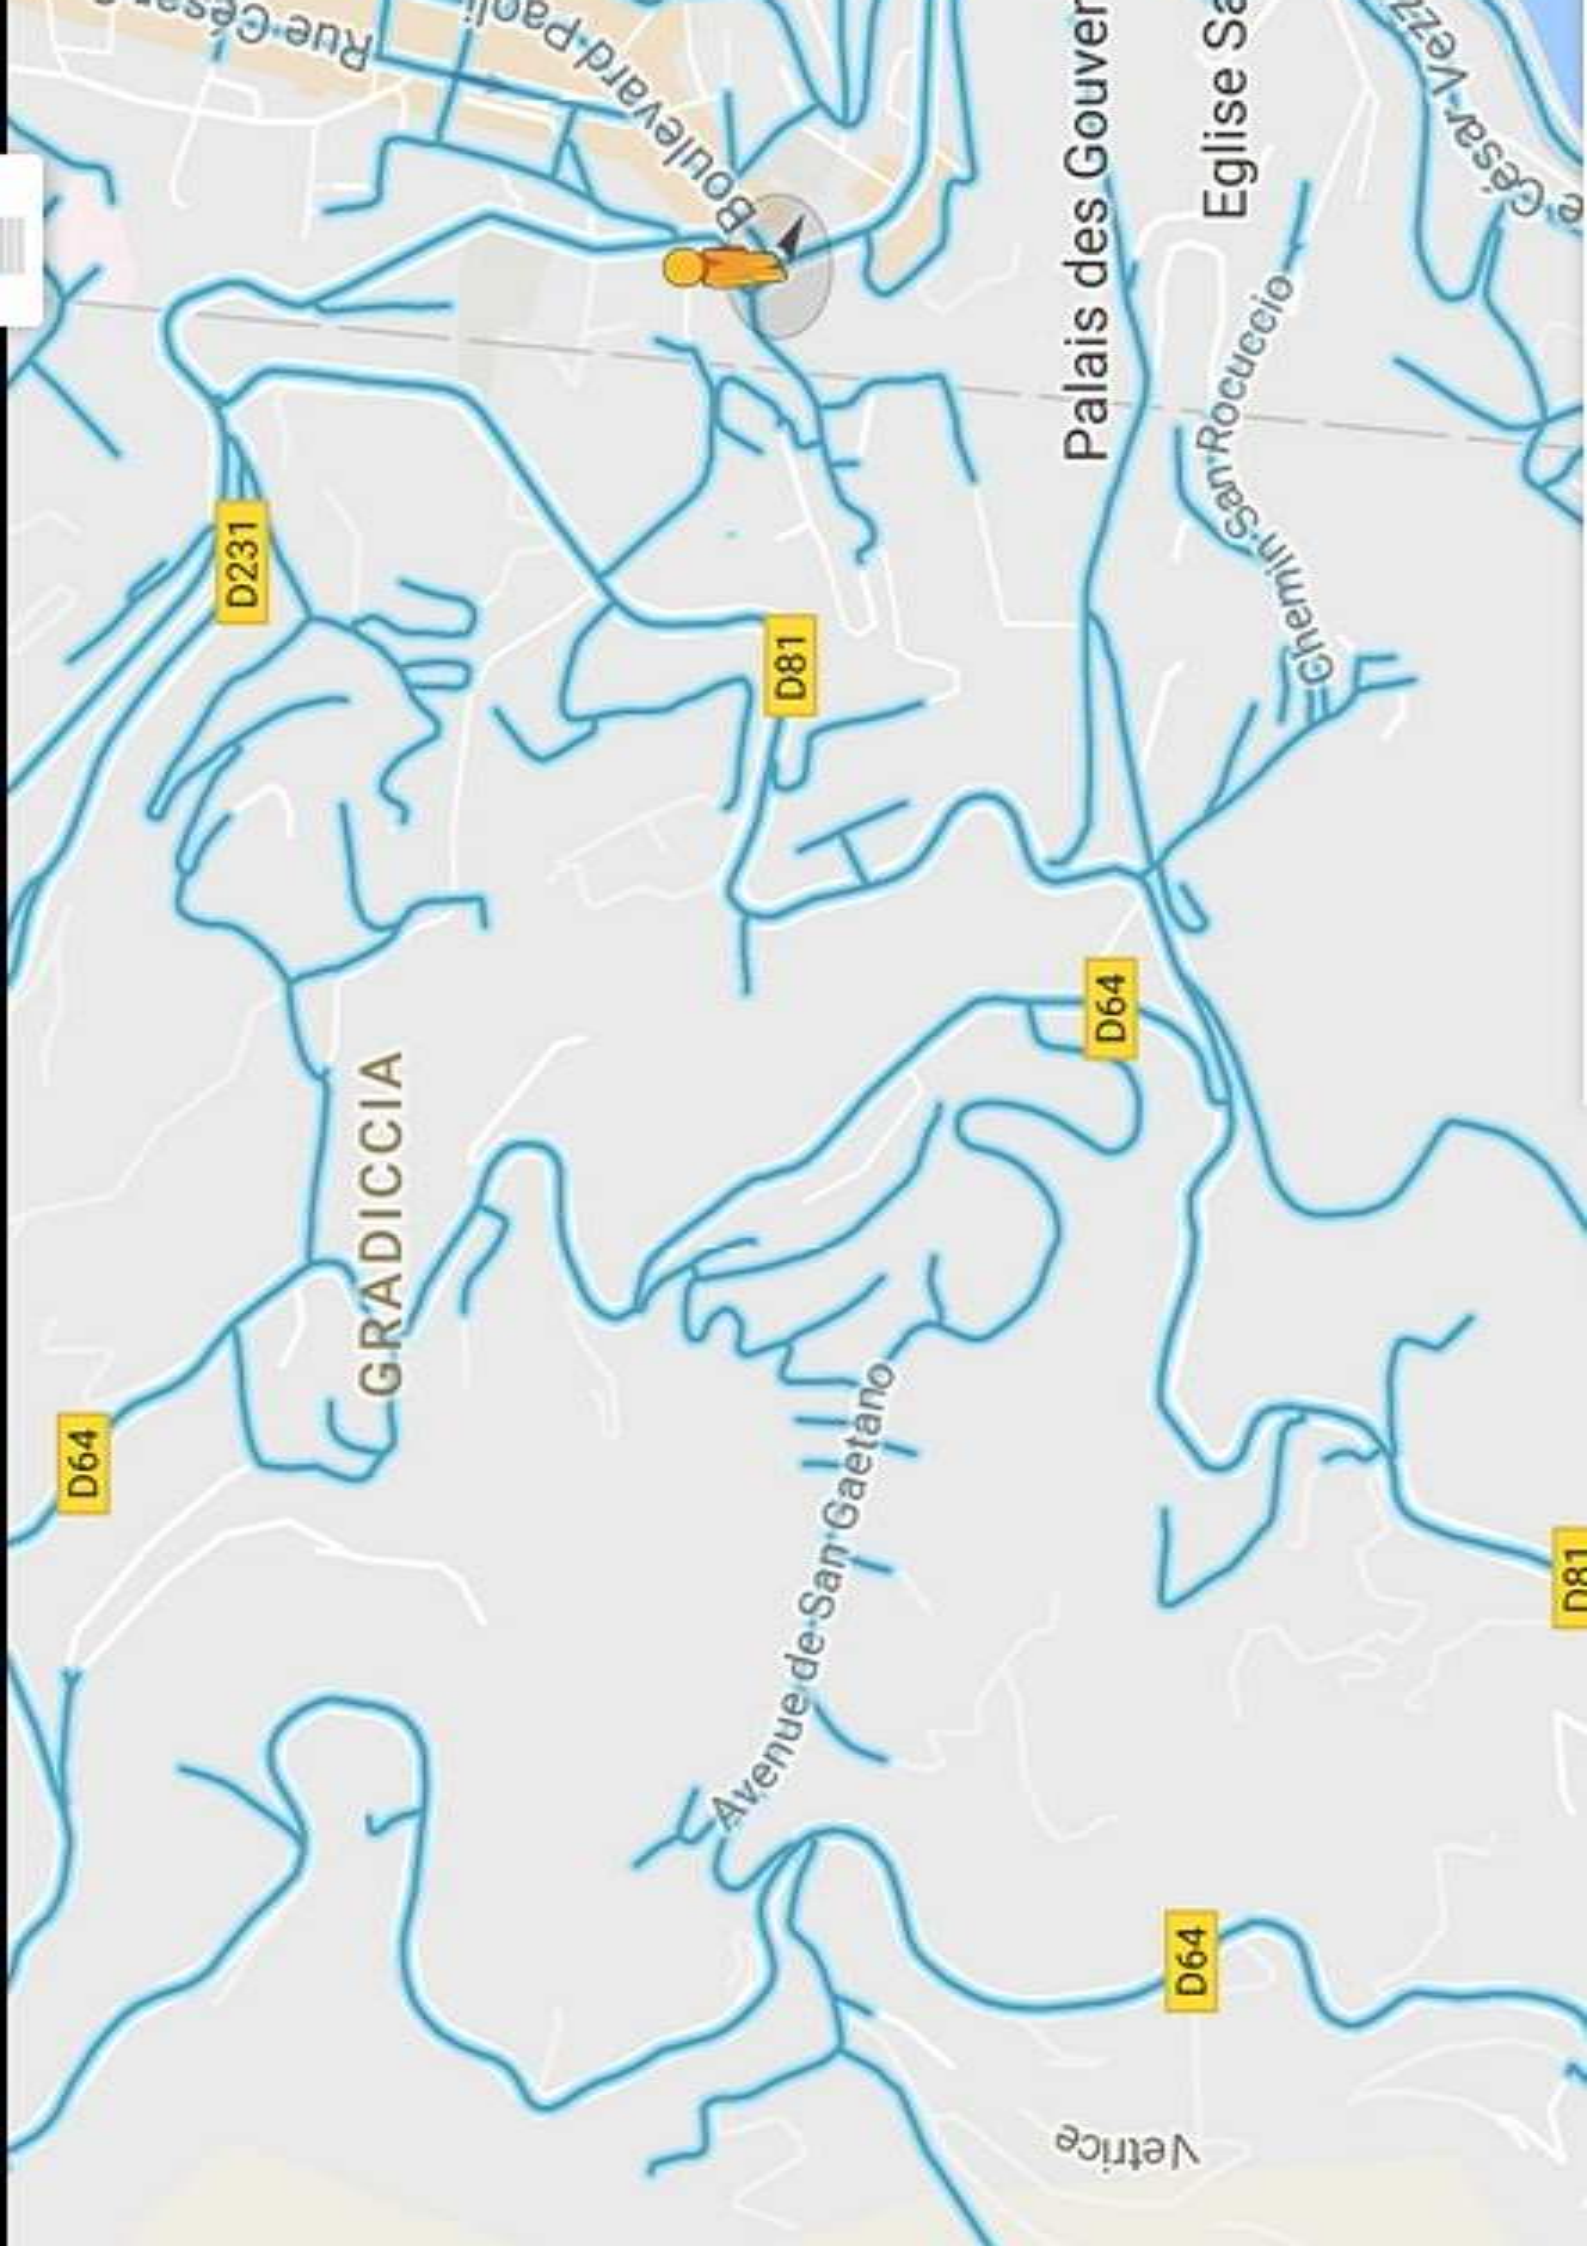 Rue César
Boulevard Paoli
Palais des Gouver
Eglise Sa
César Vezz
Chemin San Rocuccio
D231
D81
D64
GRADICCIA
D64
Avenue de San Gaetano
D81
D64
Vetrice